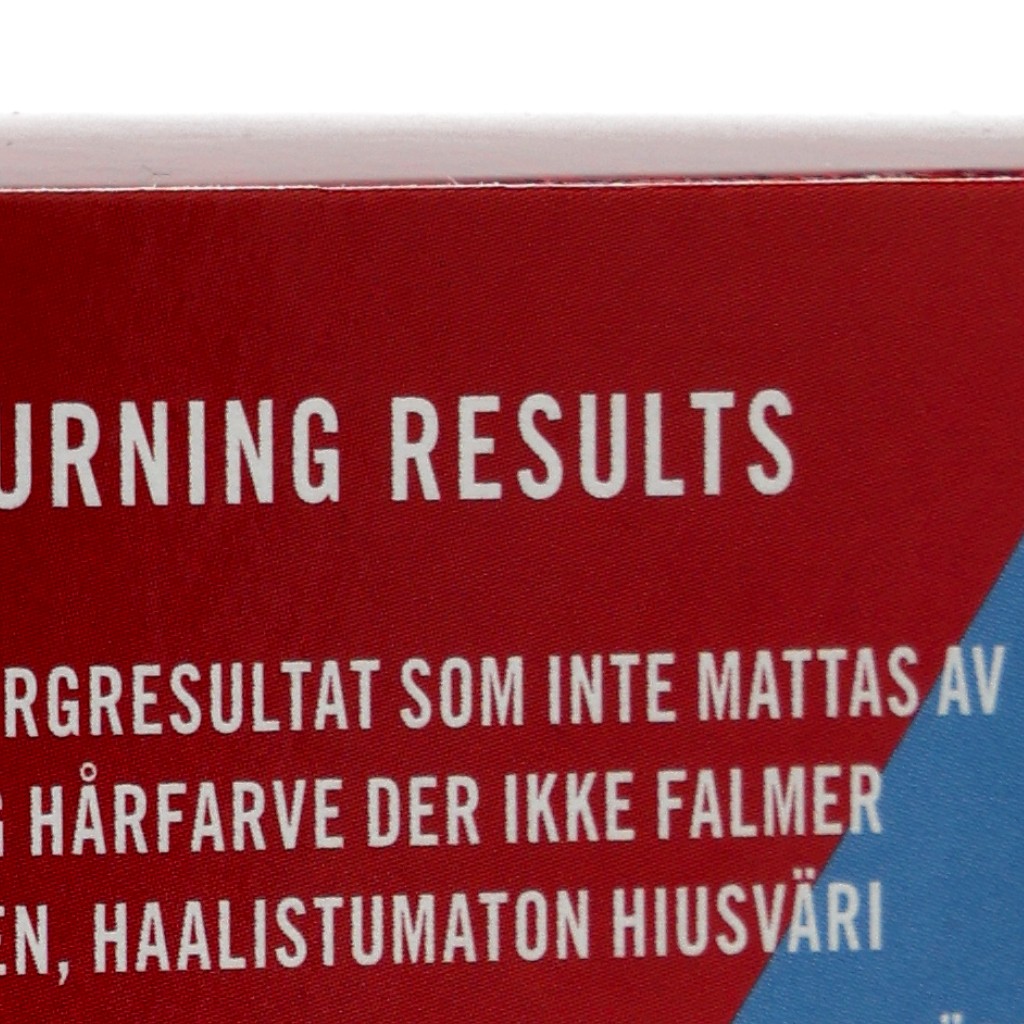 URNING RESULTS
RGRESULTAT SOM INTE MATTAS AV
HÅRFARVE DER IKKE FALMER
EN, HAALISTUMATON HIUSVÄRI